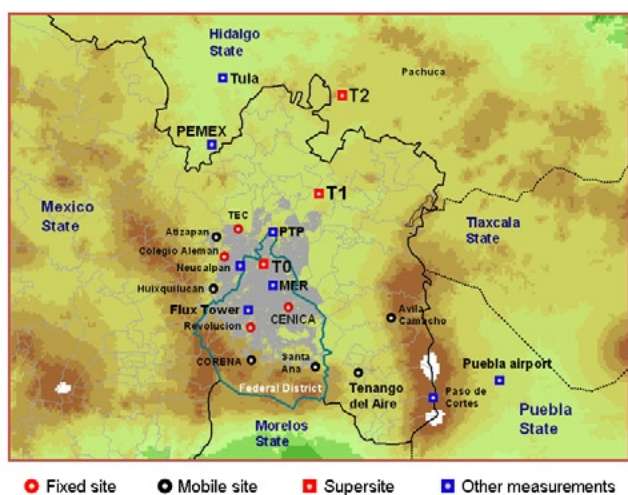 Hidalgo
State
Tula
Pachuca
T2
PEMEX
T1
Mexico
State
TEC
Atizapan
PTP
Tlaxcala
State
Colegio Aleman
Neucalpan
T0
Huixquilucan
MER
Flux Tower
CENICA
Avila
Camacho
Revolucion
CORENA
Santa
Ana
Puebla airport
Federal District
Tenango
del Aire
Paso de
Cortes
Puebla
State
Morelos
State
Fixed site
Mobile site
Supersite
Other measurements